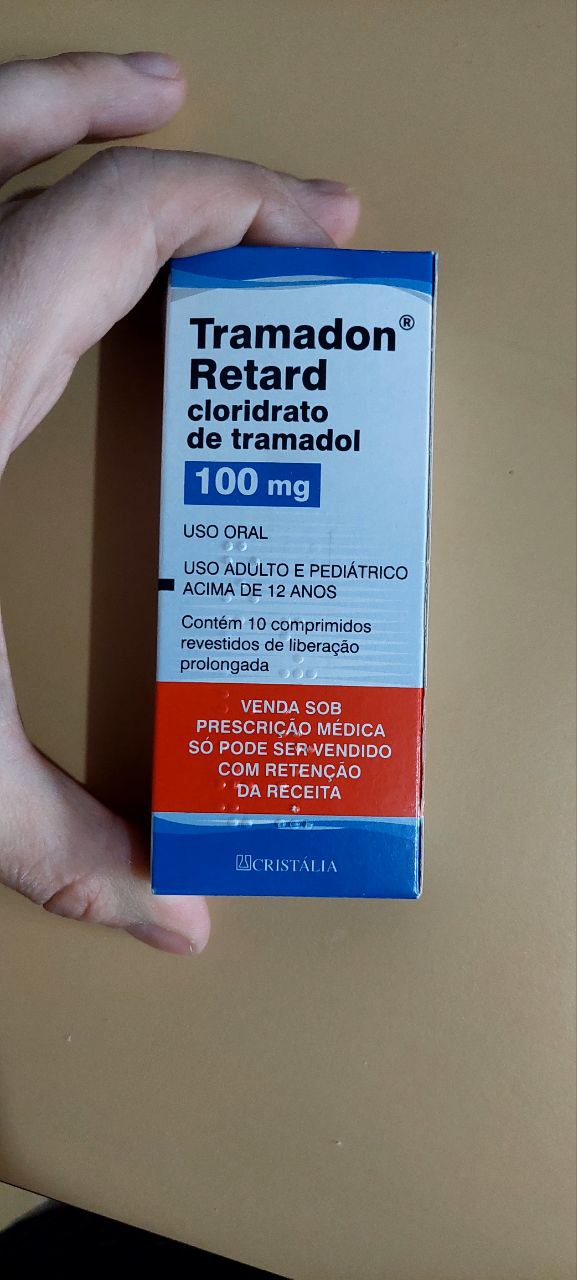 Tramadon®
Retard
cloridrato
de tramadol
100 mg
USO ORAL
USO ADULTO E PEDIÁTRICO
ACIMA DE 12 ANOS
Contém 10 comprimidos
revestidos de liberação
prolongada
VENDA SOB
PRESCRIÇÃO MÉDICA
SÓ PODE SER VENDIDO
COM RETENÇÃO
DA RECEITA
CRISTÁLIA